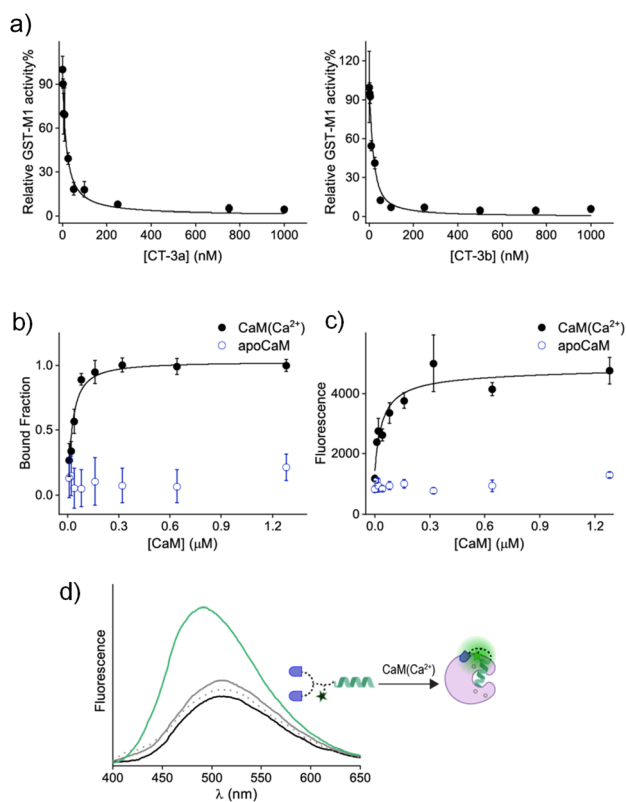 a)
Relative GST-M1 activity%
100
90
60
30
0
0 200 400 600 800 1000
[CT-3a] (nM)
Relative GST-M1 activity%
120
90
60
30
0
0 200 400 600 800 1000
[CT-3b] (nM)
b)
CaM(Ca²⁺)
apoCaM
Bound Fraction
1.0
0.5
0.0
0.0 0.3 0.6 0.9 1.2
[CaM] (μM)
c)
CaM(Ca²⁺)
apoCaM
Fluorescence
4000
2000
0
0.0 0.3 0.6 0.9 1.2
[CaM] (μM)
d)
Fluorescence
400 450 500 550 600 650
λ (nm)
CaM(Ca²⁺)